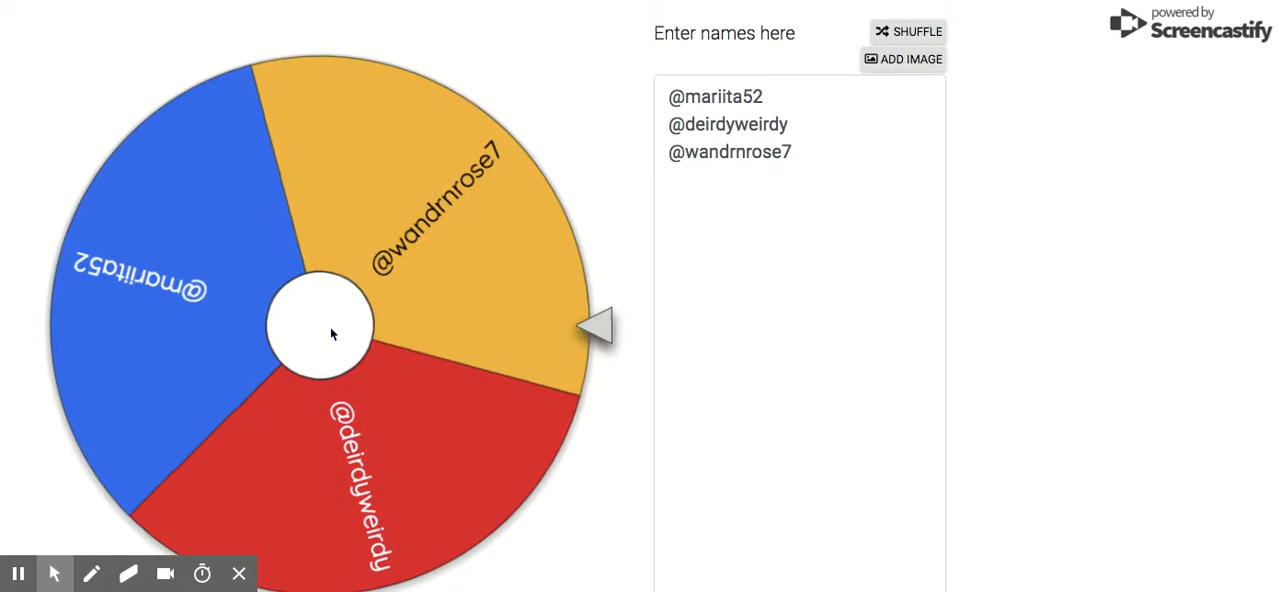 powered by
Screencastify
Enter names here
SHUFFLE
ADD IMAGE
@mariita52
@deirdyweirdy
@wandrnrose7
@wandrnrose7
@mariita52
@deirdyweirdy